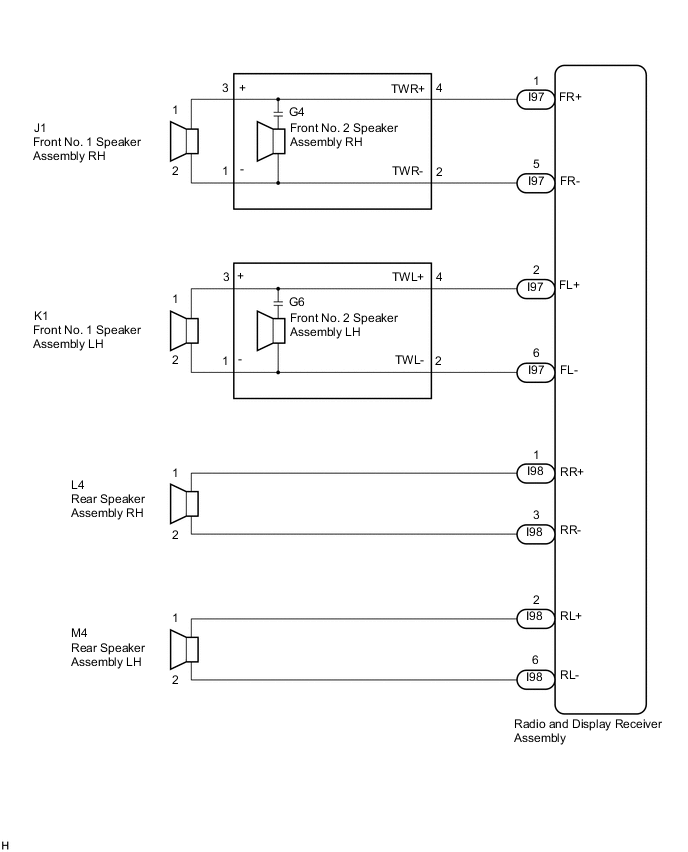 J1
Front No. 1 Speaker
Assembly RH
1
2
3
+
TWR+
4
G4
Front No. 2 Speaker
Assembly RH
1
-
TWR-
2
1
I97
FR+
5
I97
FR-
K1
Front No. 1 Speaker
Assembly LH
1
2
3
+
TWL+
4
G6
Front No. 2 Speaker
Assembly LH
1
-
TWL-
2
2
I97
FL+
6
I97
FL-
L4
Rear Speaker
Assembly RH
1
2
1
I98
RR+
3
I98
RR-
M4
Rear Speaker
Assembly LH
1
2
2
I98
RL+
6
I98
RL-
Radio and Display Receiver
Assembly
H